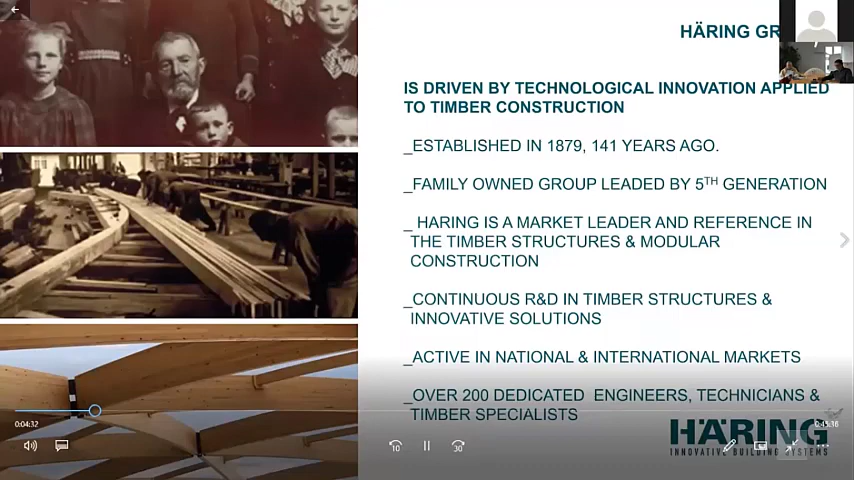 HÄRING GR
IS DRIVEN BY TECHNOLOGICAL INNOVATION APPLIED
TO TIMBER CONSTRUCTION
_ESTABLISHED IN 1879, 141 YEARS AGO.
_FAMILY OWNED GROUP LEADED BY 5TH GENERATION
_ HARING IS A MARKET LEADER AND REFERENCE IN
THE TIMBER STRUCTURES & MODULAR
CONSTRUCTION
_CONTINUOUS R&D IN TIMBER STRUCTURES &
INNOVATIVE SOLUTIONS
_ACTIVE IN NATIONAL & INTERNATIONAL MARKETS
_OVER 200 DEDICATED ENGINEERS, TECHNICIANS &
TIMBER SPECIALISTS
0:04:32
HÄRING
INNOVATIVE BUILDING SYSTEMS
10
30